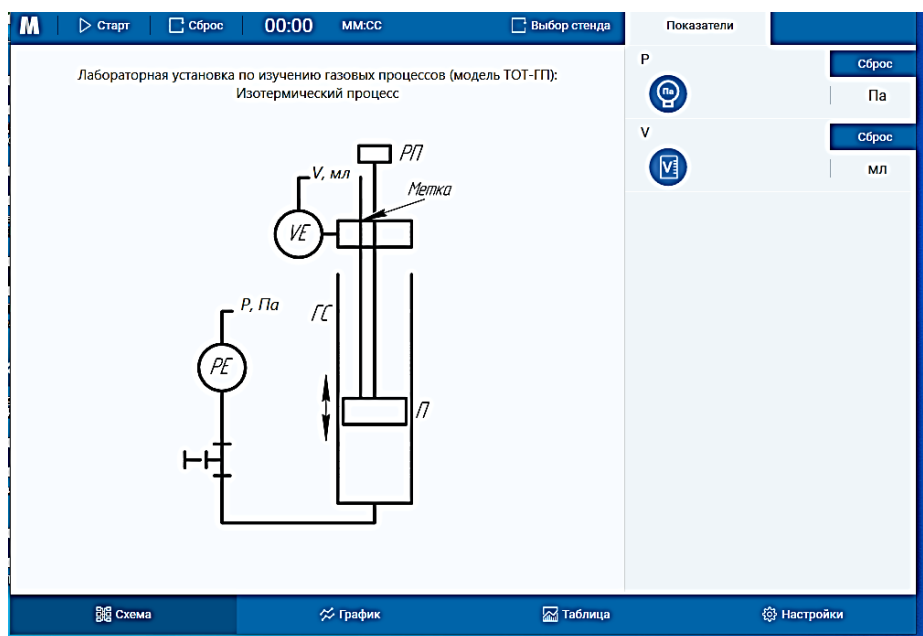 M Старт Сброс 00:00 ММ:СС Выбор стенда Показатели
Лабораторная установка по изучению газовых процессов (модель ТОТ-ГП):
Изотермический процесс
P Сброс
Па Па
V Сброс
V мл
РП
V, мл
Метка
VE
P, Па
ГС
PE
П
Схема График Таблица Настройки